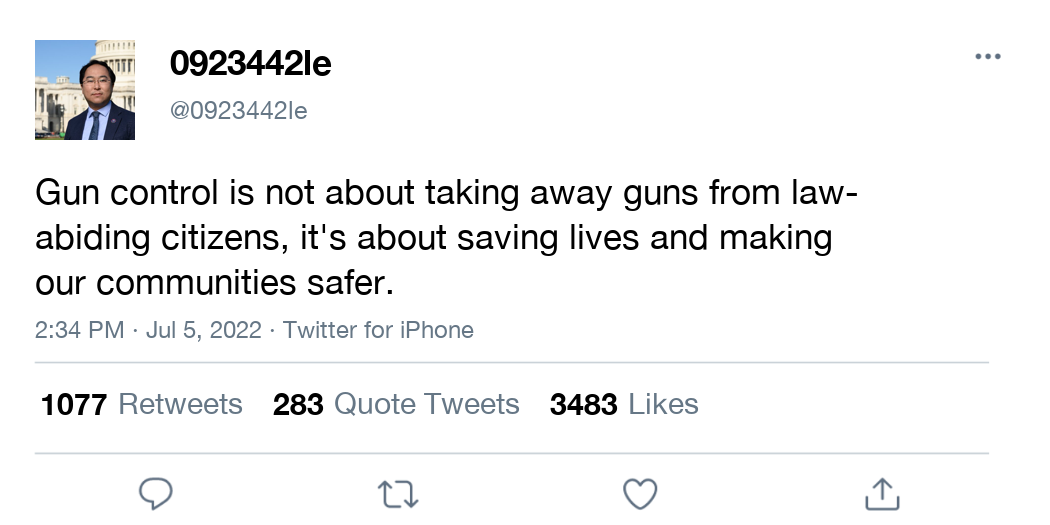 0923442le
@0923442le
Gun control is not about taking away guns from law-
abiding citizens, it's about saving lives and making
our communities safer.
2:34 PM · Jul 5, 2022 · Twitter for iPhone
1077 Retweets 283 Quote Tweets 3483 Likes